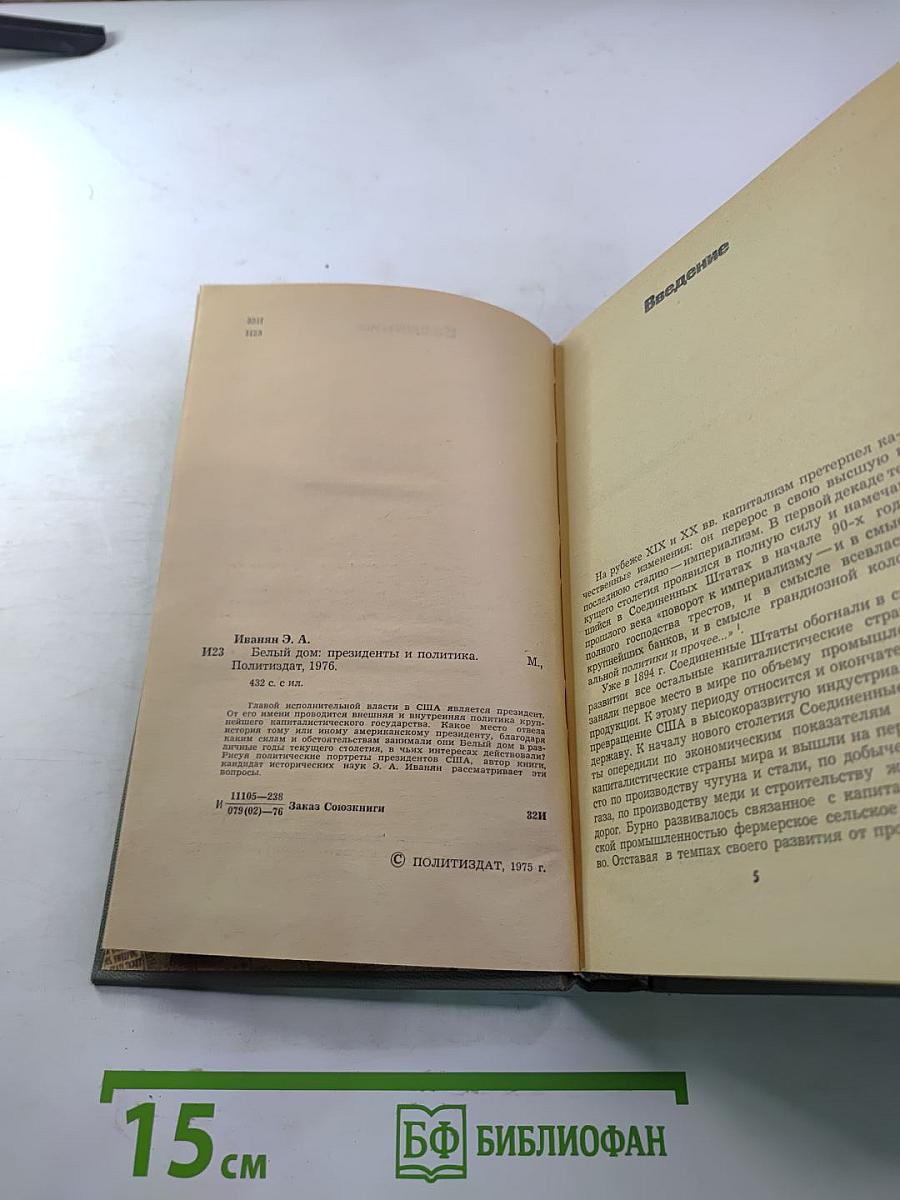 32И
И23
Иванян Э. А.
И23 Белый дом: президенты и политика. М.,
Политиздат, 1976.
432 с. с ил.
Главой исполнительной власти в США является президент.
От его имени проводится внешняя и внутренняя политика круп-
нейшего капиталистического государства. Какое место отвела
история тому или иному американскому президенту, благодаря
каким силам и обстоятельствам занимали они Белый дом в раз-
личные годы текущего столетия, в чьих интересах действовали?
Рисуя политические портреты президентов США, автор книги,
кандидат исторических наук Э. А. Иванян рассматривает эти
вопросы.
И 11105—238
079(02)—76 Заказ Союзкниги
32И
© ПОЛИТИЗДАТ, 1975 г.
Введение
На рубеже XIX и XX вв. капитализм претерпел ка-
чественные изменения: он перерос в свою высшую и
последнюю стадию — империализм. В первой декаде те-
кущего столетия проявился в полную силу и намеча
шийся в Соединенных Штатах в начале 90-х год
прошлого века «поворот к империализму — и в смыс
полного господства трестов, и в смысле всевлас
крупнейших банков, и в смысле грандиозной коло
альной политики и прочее...» 1.
Уже в 1894 г. Соединенные Штаты обогнали в с
развитии все остальные капиталистические стра
заняли первое место в мире по объему промышле
продукции. К этому периоду относится и окончате
превращение США в высокоразвитую индустриа
державу. К началу нового столетия Соединенные
ты опередили по экономическим показателям
капиталистические страны мира и вышли на пер
сто по производству чугуна и стали, по добыче
газа, по производству меди и строительству ж
дорог. Бурно развивалось связанное с капита
ской промышленностью фермерское сельское
во. Отставая в темпах своего развития от про
5
15 см
БФ БИБЛИОФАН